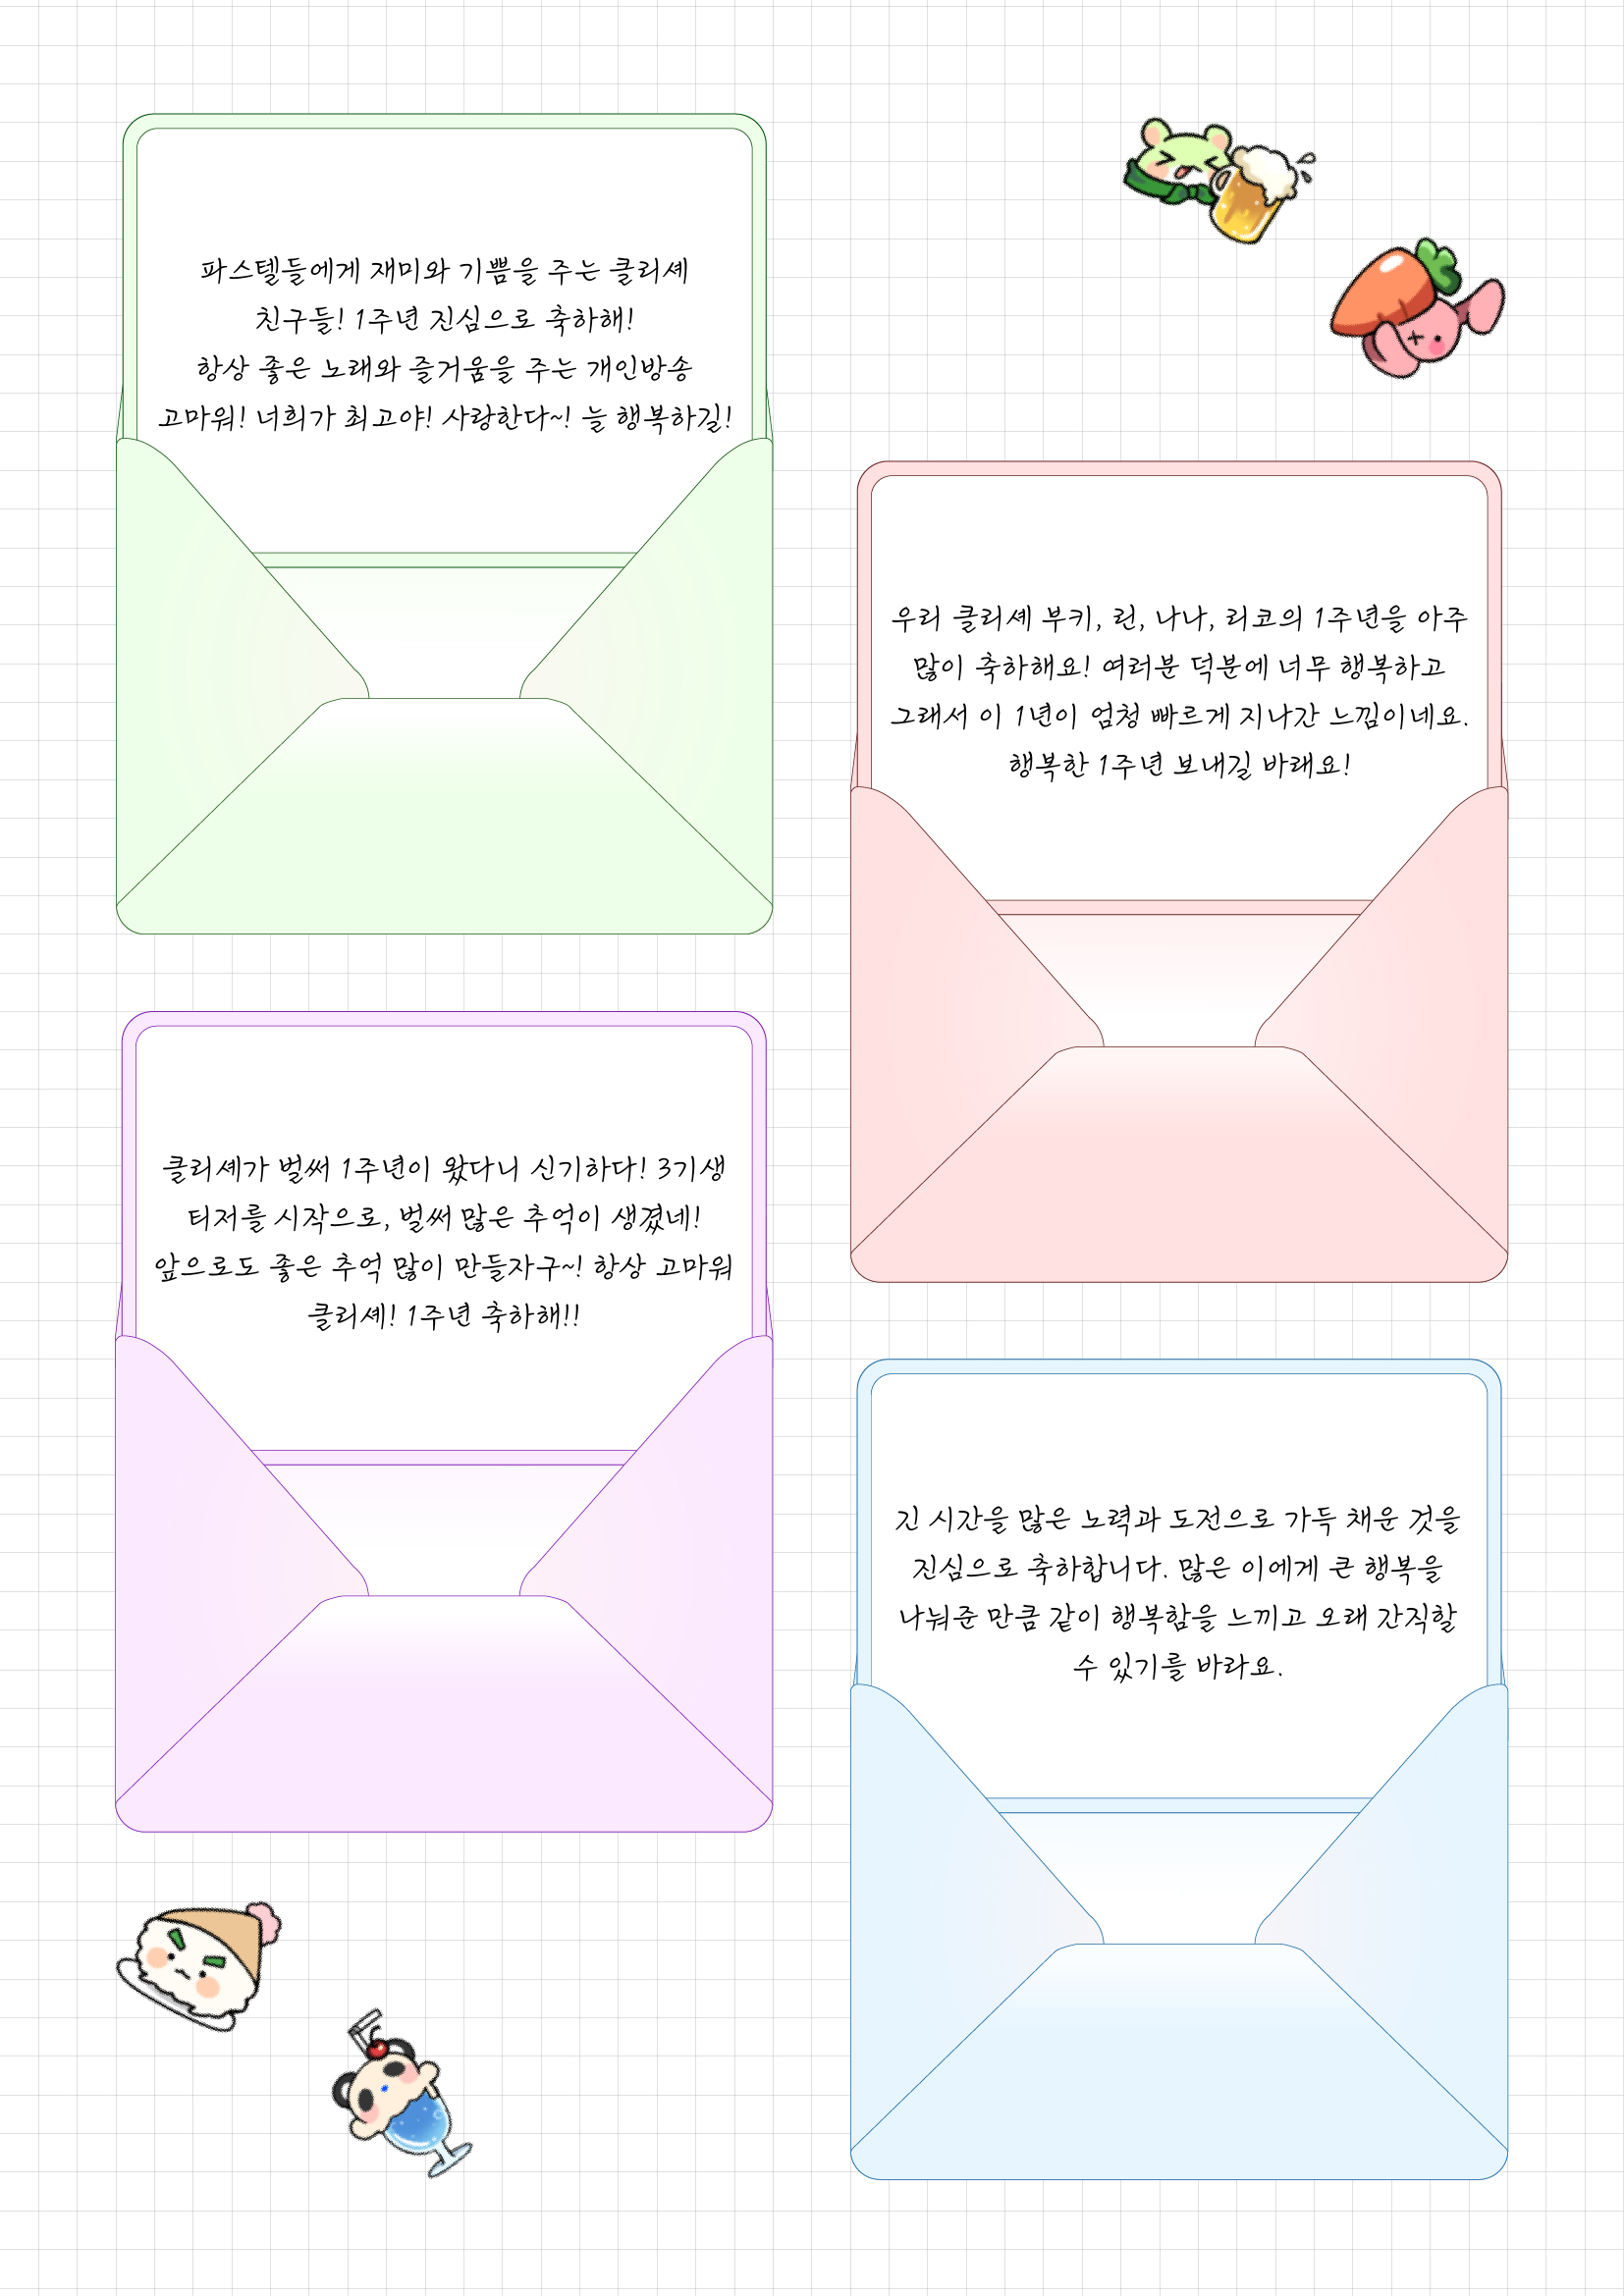 파스텔들에게 재미와 기쁨을 주는 클리셰
친구들! 1주년 진심으로 축하해!
항상 좋은 노래와 즐거움을 주는 개인방송
고마워! 너희가 최고야! 사랑한다~! 늘 행복하길!
우리 클리셰 부키, 린, 나나, 리코의 1주년을 아주
많이 축하해요! 여러분 덕분에 너무 행복하고
그래서 이 1년이 엄청 빠르게 지나간 느낌이네요.
행복한 1주년 보내길 바래요!
클리셰가 벌써 1주년이 왔다니 신기하다! 3기생
티저를 시작으로, 벌써 많은 추억이 생겼네!
앞으로도 좋은 추억 많이 만들자구~! 항상 고마워
클리셰! 1주년 축하해!!
긴 시간을 많은 노력과 도전으로 가득 채운 것을
진심으로 축하합니다. 많은 이에게 큰 행복을
나눠준 만큼 같이 행복함을 느끼고 오래 간직할
수 있기를 바라요.